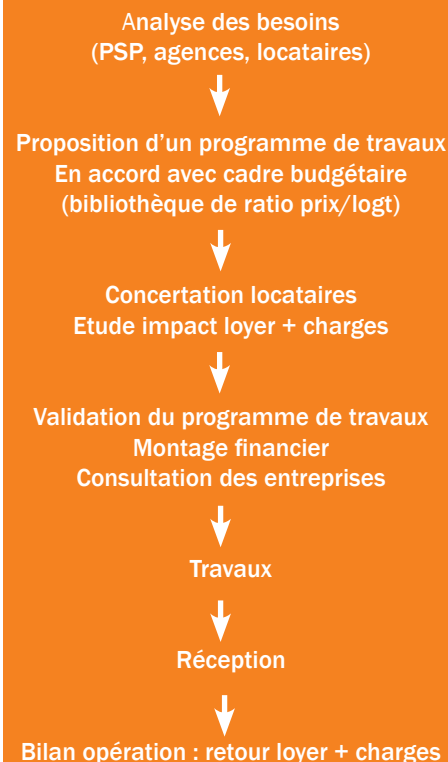 Analyse des besoins
(PSP, agences, locataires)
Proposition d'un programme de travaux
En accord avec cadre budgétaire
(bibliothèque de ratio prix/logt)
Concertation locataires
Etude impact loyer + charges
Validation du programme de travaux
Montage financier
Consultation des entreprises
Travaux
Réception
Bilan opération : retour loyer + charges